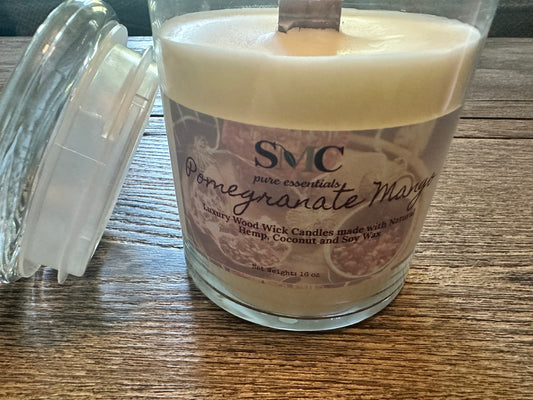 SMC
pure essentials
Pomegranate Mango
Luxury Wood Wick Candles made with Natural
Hemp, Coconut and Soy Wax
Net Weight: 16 oz